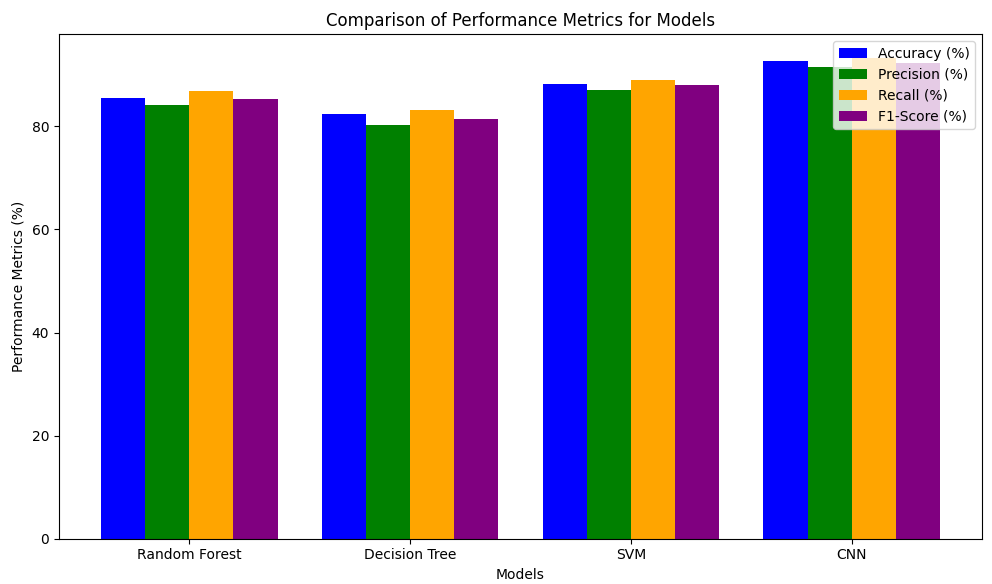 Comparison of Performance Metrics for Models
Performance Metrics (%)
80
60
40
20
0
Accuracy (%)
Precision (%)
Recall (%)
F1-Score (%)
Random Forest
Decision Tree
SVM
CNN
Models